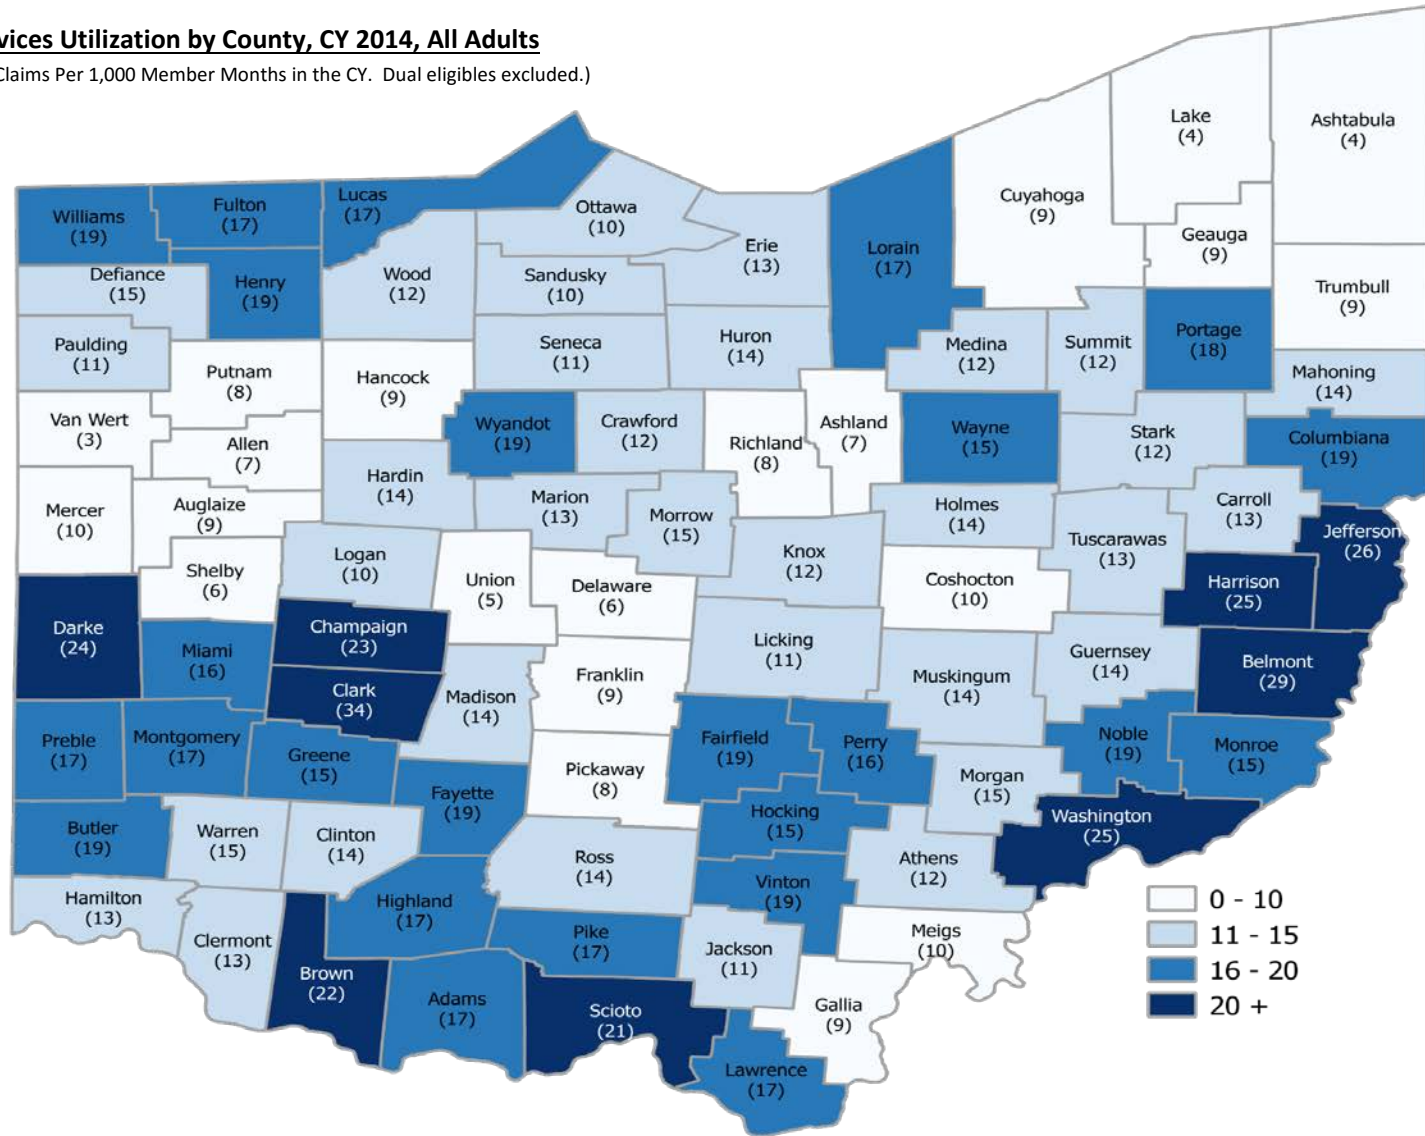 vices Utilization by County, CY 2014, All Adults
Claims Per 1,000 Member Months in the CY.  Dual eligibles excluded.)
Lake
(4)
Ashtabula
(4)
Cuyahoga
(9)
Geauga
(9)
Trumbull
(9)
Williams
(19)
Fulton
(17)
Lucas
(17)
Ottawa
(10)
Erie
(13)
Lorain
(17)
Defiance
(15)
Henry
(19)
Wood
(12)
Sandusky
(10)
Paulding
(11)
Putnam
(8)
Hancock
(9)
Seneca
(11)
Huron
(14)
Medina
(12)
Summit
(12)
Portage
(18)
Mahoning
(14)
Van Wert
(3)
Allen
(7)
Wyandot
(19)
Crawford
(12)
Richland
(8)
Ashland
(7)
Wayne
(15)
Stark
(12)
Columbiana
(19)
Mercer
(10)
Auglaize
(9)
Hardin
(14)
Marion
(13)
Morrow
(15)
Holmes
(14)
Tuscarawas
(13)
Carroll
(13)
Jefferson
(26)
Shelby
(6)
Logan
(10)
Union
(5)
Delaware
(6)
Knox
(12)
Coshocton
(10)
Harrison
(25)
Darke
(24)
Miami
(16)
Champaign
(23)
Clark
(34)
Madison
(14)
Franklin
(9)
Licking
(11)
Muskingum
(14)
Guernsey
(14)
Belmont
(29)
Preble
(17)
Montgomery
(17)
Greene
(15)
Fayette
(19)
Pickaway
(8)
Fairfield
(19)
Perry
(16)
Morgan
(15)
Noble
(19)
Monroe
(15)
Butler
(19)
Warren
(15)
Clinton
(14)
Ross
(14)
Hocking
(15)
Athens
(12)
Washington
(25)
Hamilton
(13)
Clermont
(13)
Highland
(17)
Pike
(17)
Vinton
(19)
Jackson
(11)
Meigs
(10)
Brown
(22)
Adams
(17)
Scioto
(21)
Gallia
(9)
Lawrence
(17)
0 - 10
11 - 15
16 - 20
20 +